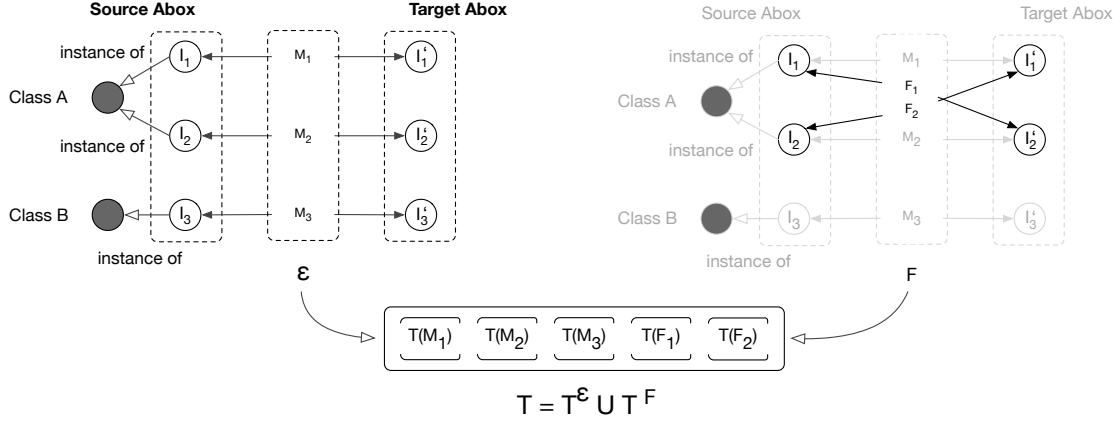 Source Abox
Target Abox
instance of
I1
M1
I‘1
Class A
I2
M2
I‘2
instance of
Class B
I3
M3
I‘3
instance of
ε
Source Abox
Target Abox
instance of
I1
M1
I‘1
F1
Class A
F2
I2
M2
I‘2
instance of
Class B
I3
M3
I‘3
instance of
F
T(M1) T(M2) T(M3) T(F1) T(F2)
T = T^ε U T^F